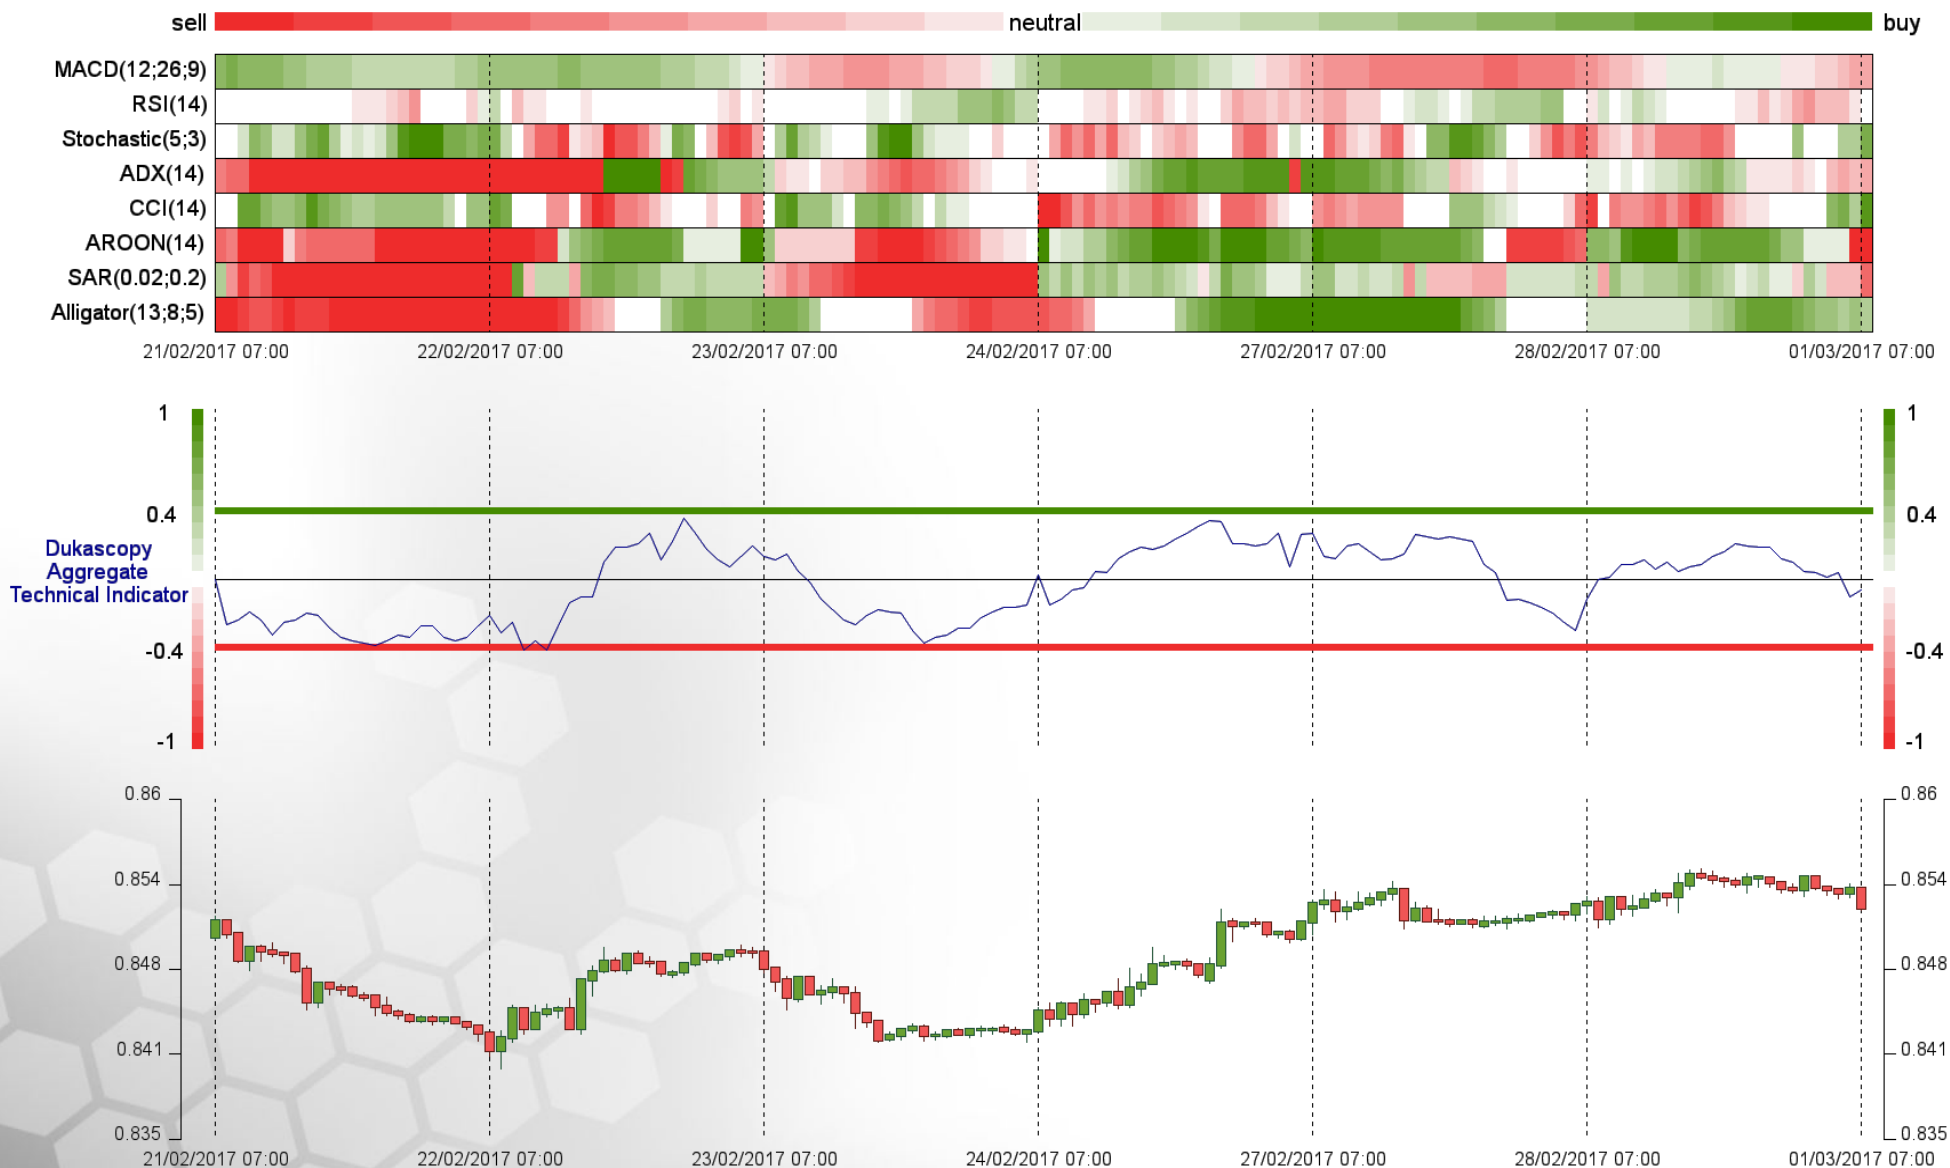 sell neutral buy
MACD(12;26;9)
RSI(14)
Stochastic(5;3)
ADX(14)
CCI(14)
AROON(14)
SAR(0.02;0.2)
Alligator(13;8;5)
21/02/2017 07:00 22/02/2017 07:00 23/02/2017 07:00 24/02/2017 07:00 27/02/2017 07:00 28/02/2017 07:00 01/03/2017 07:00
1 1
0.4 0.4
Dukascopy
Aggregate
Technical Indicator
-0.4 -0.4
-1 -1
0.86 0.86
0.854 0.854
0.848 0.848
0.841 0.841
0.835 0.835
21/02/2017 07:00 22/02/2017 07:00 23/02/2017 07:00 24/02/2017 07:00 27/02/2017 07:00 28/02/2017 07:00 01/03/2017 07:00